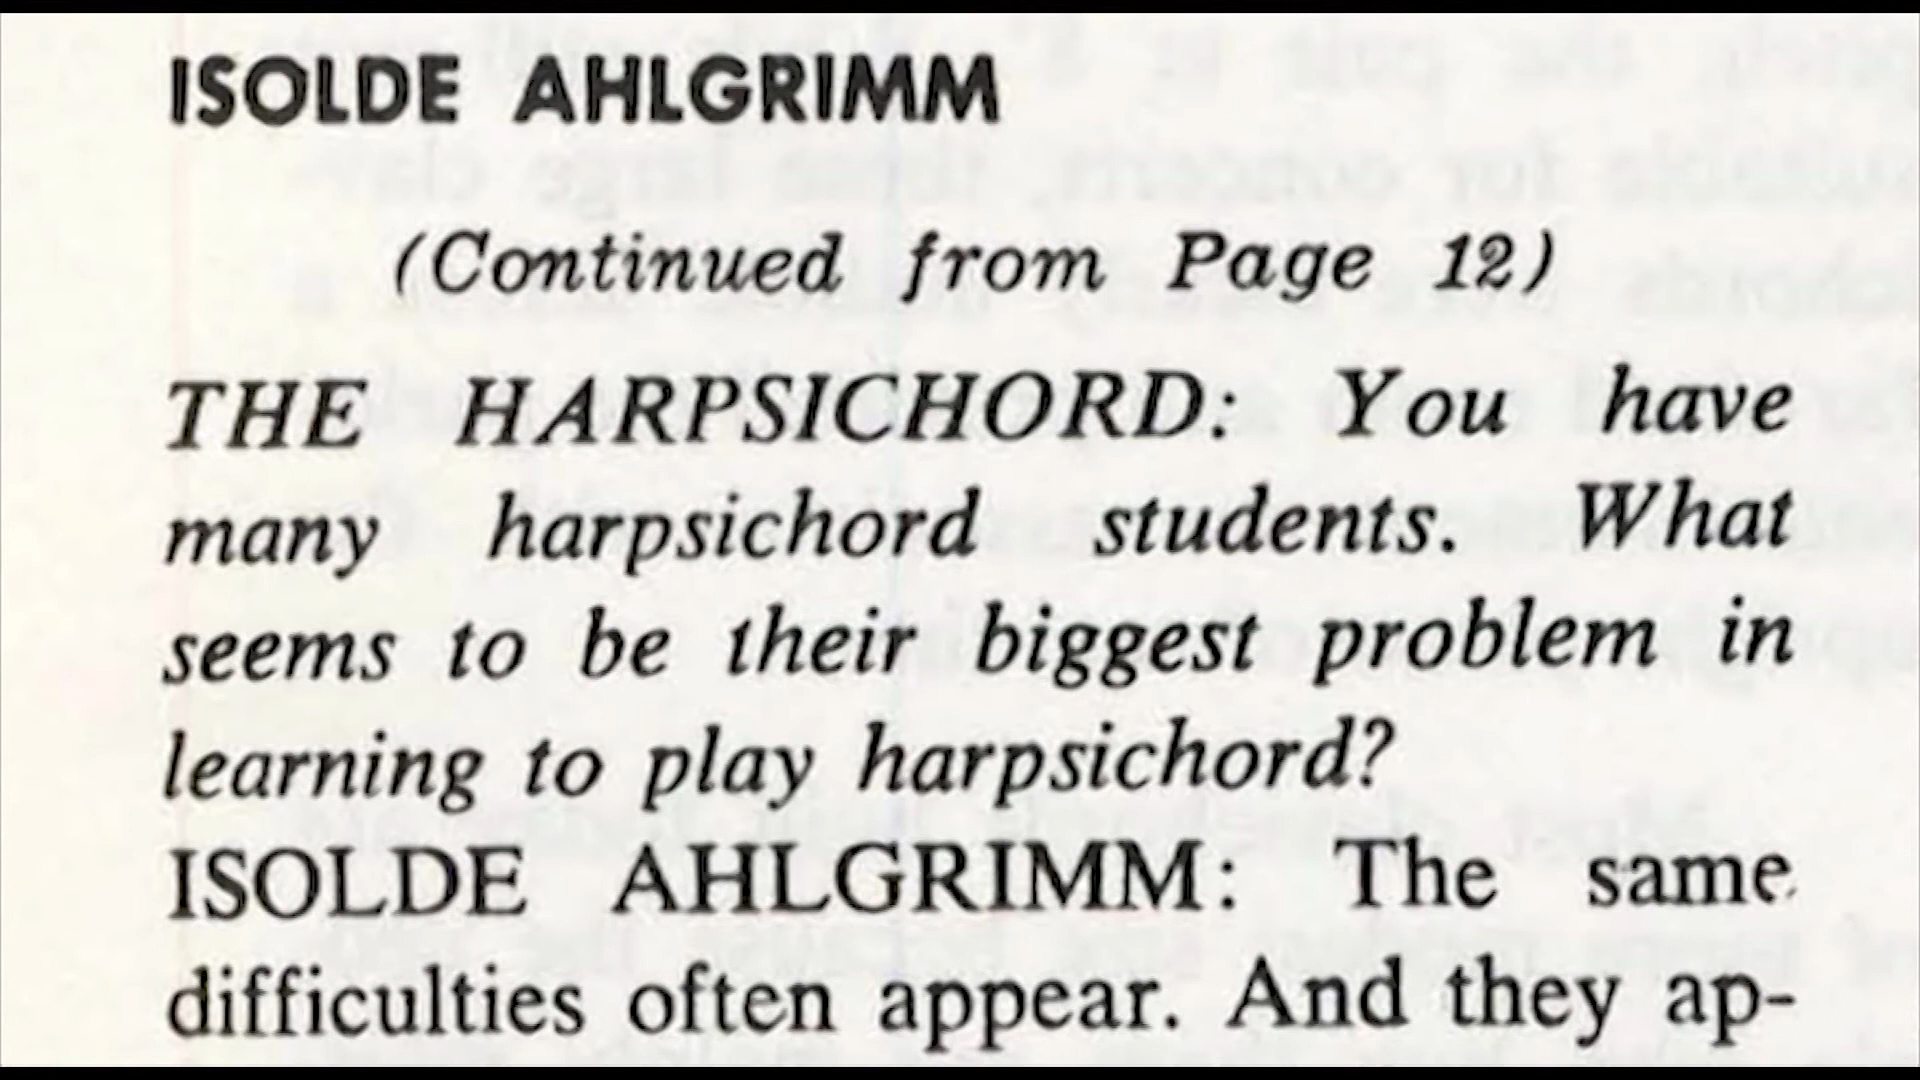 ISOLDE AHLGRIMM
(Continued from Page 12)
THE HARPSICHORD: You have
many harpsichord students. What
seems to be their biggest problem in
learning to play harpsichord?
ISOLDE AHLGRIMM: The same
difficulties often appear. And they ap-